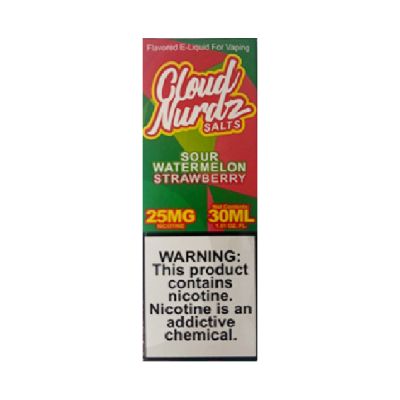 Flavored E-Liquid For Vaping
Cloud
Nurdz
SALTS
SOUR
WATERMELON
STRAWBERRY
25MG
NICOTINE
Net Contents:
30ML
1.01 OZ. FL
WARNING:
This product
contains
nicotine.
Nicotine is an
addictive
chemical.